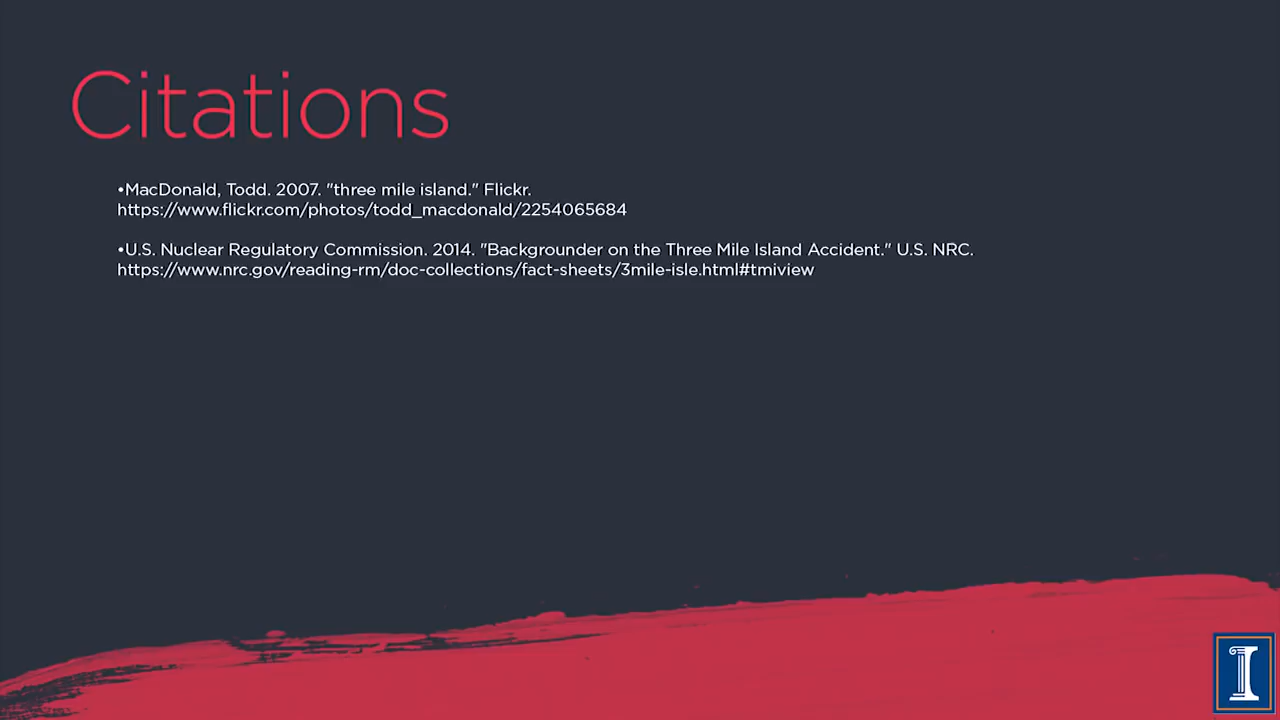 Citations
•MacDonald, Todd. 2007. "three mile island." Flickr.
https://www.flickr.com/photos/todd_macdonald/2254065684
•U.S. Nuclear Regulatory Commission. 2014. "Backgrounder on the Three Mile Island Accident." U.S. NRC.
https://www.nrc.gov/reading-rm/doc-collections/fact-sheets/3mile-isle.html#tmiview
I